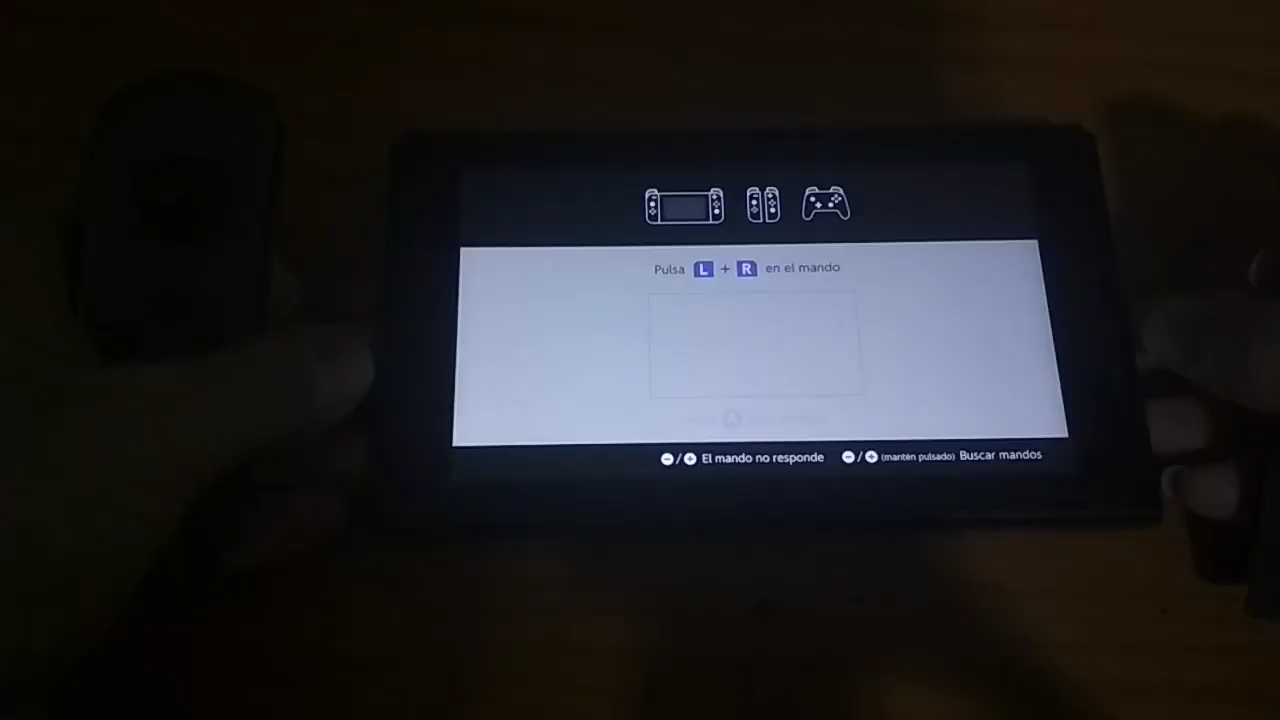 Pulsa L + R en el mando
A
-/+ El mando no responde -/+ (mantén pulsado) Buscar mandos